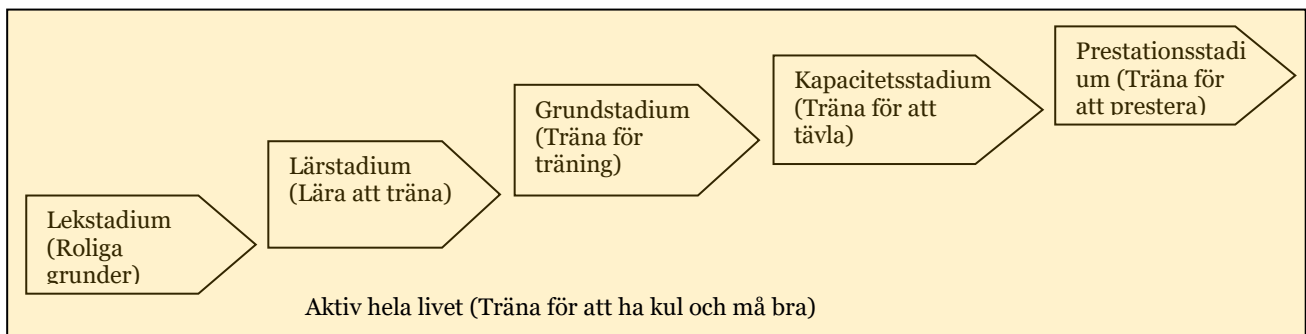 Lekstadium
(Roliga
grunder)
Lärstadium
(Lära att träna)
Grundstadium
(Träna för
träning)
Kapacitetsstadium
(Träna för att
tävla)
Prestationsstadi
um (Träna för
att prestera)
Aktiv hela livet (Träna för att ha kul och må bra)